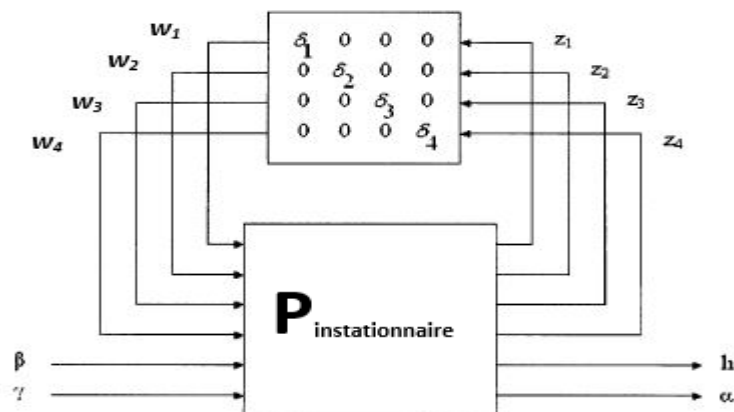 w₁ δ₁ 0 0 0 z₁
w₂ 0 δ₂ 0 0 z₂
w₃ 0 0 δ₃ 0 z₃
w₄ 0 0 0 δ₄ z₄
P instationnaire
β h
γ α